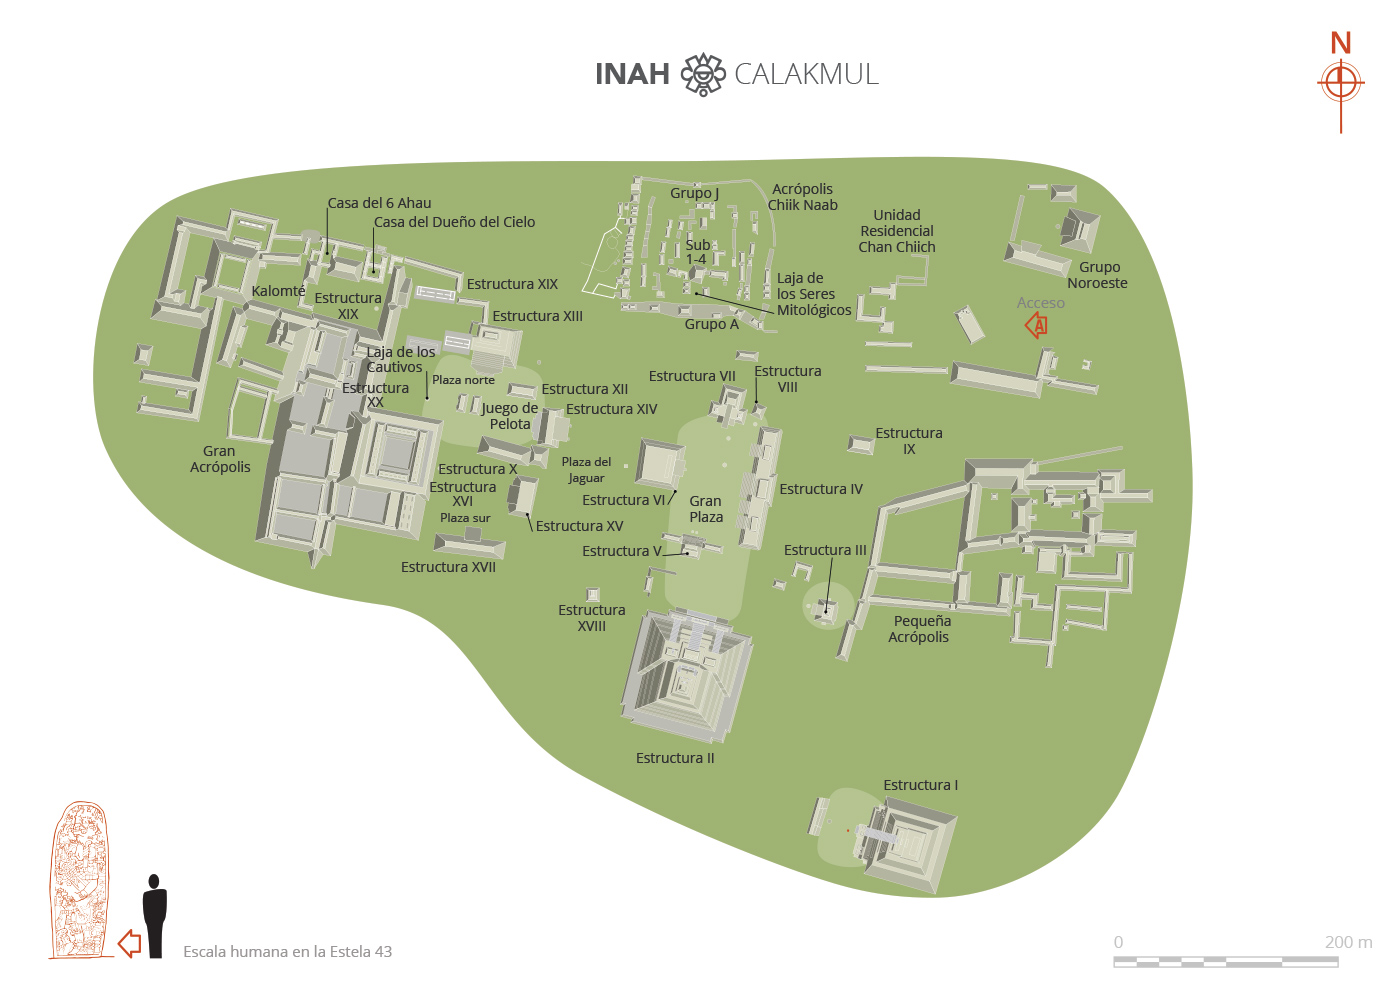 N
INAH CALAKMUL
Casa del 6 Ahau
Casa del Dueño del Cielo
Kalomté
Estructura
XIX
Estructura XIX
Estructura XIII
Laja de los
Cautivos
Plaza norte
Estructura
XX
Estructura XII
Juego de
Pelota
Estructura XIV
Gran
Acrópolis
Estructura X
Estructura
XVI
Plaza sur
Estructura XV
Estructura XVII
Grupo J
Acrópolis
Chiik Naab
Sub
1-4
Laja de
los Seres
Mitológicos
Grupo A
Unidad
Residencial
Chan Chiich
Grupo
Noroeste
Acceso
A
Estructura VII
Estructura
VIII
Estructura
IX
Plaza del
Jaguar
Estructura VI
Gran
Plaza
Estructura IV
Estructura V
Estructura III
Estructura
XVIII
Pequeña
Acrópolis
Estructura II
Estructura I
Escala humana en la Estela 43
0 200 m